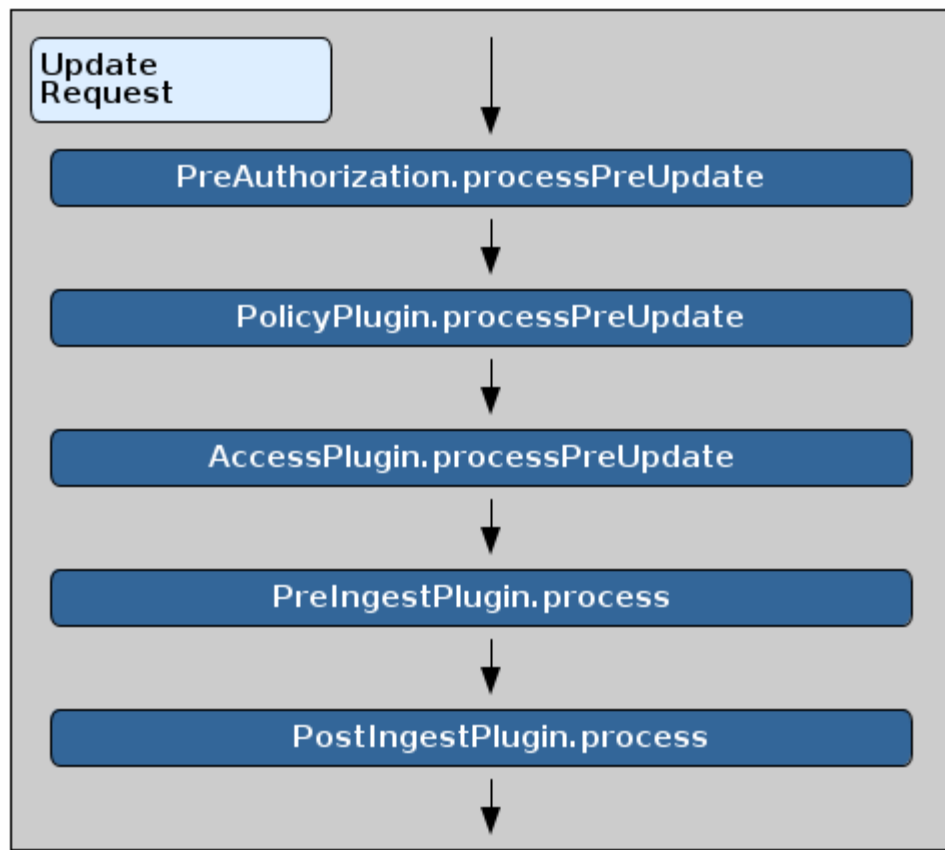 Update
Request
PreAuthorization.processPreUpdate
PolicyPlugin.processPreUpdate
AccessPlugin.processPreUpdate
PreIngestPlugin.process
PostIngestPlugin.process